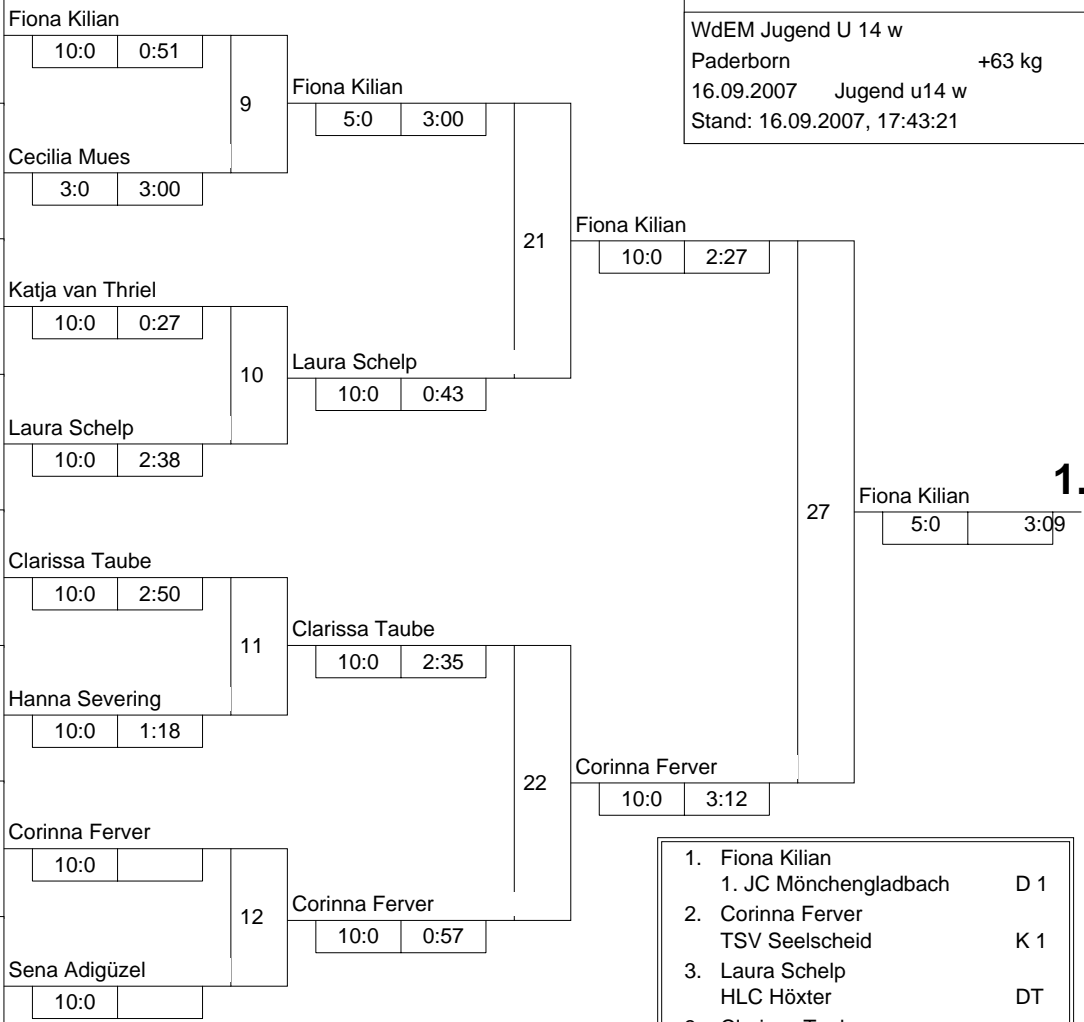 Fiona Kilian
10:0 0:51
9
Cecilia Mues
3:0 3:00
Katja van Thriel
10:0 0:27
10
Laura Schelp
10:0 2:38
Clarissa Taube
10:0 2:50
11
Hanna Severing
10:0 1:18
Corinna Ferver
10:0
12
Sena Adigüzel
10:0
Fiona Kilian
5:0 3:00
21
Laura Schelp
10:0 0:43
Clarissa Taube
10:0 2:35
22
Corinna Ferver
10:0 0:57
Fiona Kilian
10:0 2:27
27
Corinna Ferver
10:0 3:12
Fiona Kilian 1.
5:0 3:09
WdEM Jugend U 14 w
Paderborn +63 kg
16.09.2007 Jugend u14 w
Stand: 16.09.2007, 17:43:21
1. Fiona Kilian
1. JC Mönchengladbach D 1
2. Corinna Ferver
TSV Seelscheid K 1
3. Laura Schelp
HLC Höxter DT
3. Clarissa Taube